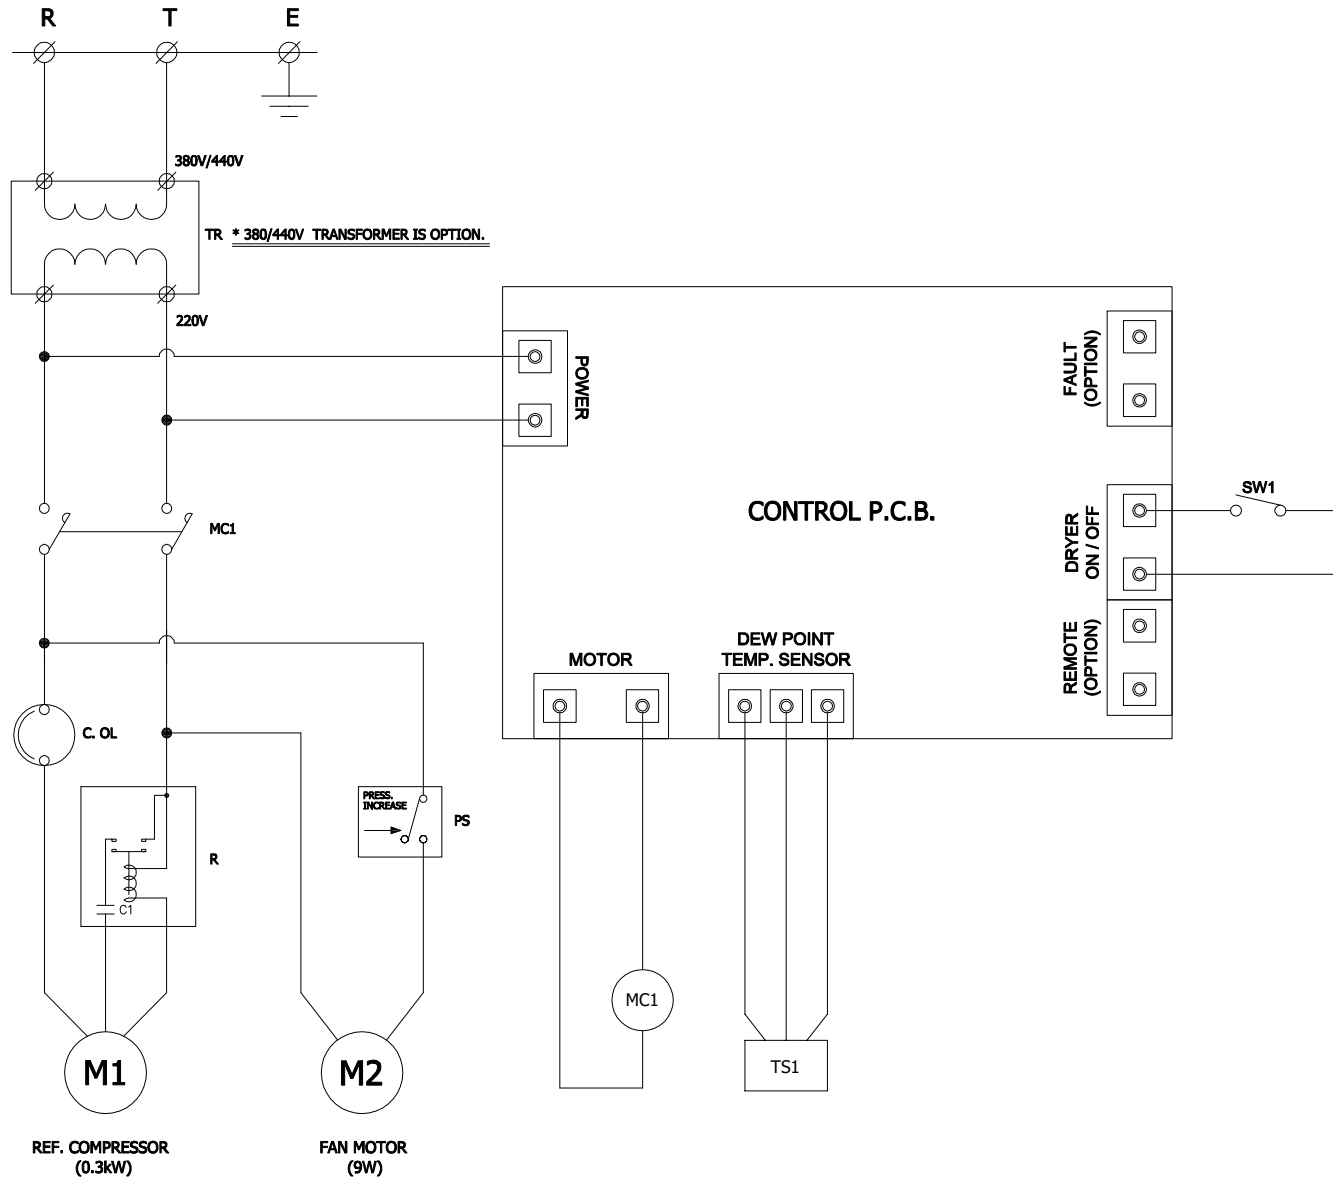 R T E
380V/440V
TR * 380/440V TRANSFORMER IS OPTION.
220V
POWER
FAULT
(OPTION)
CONTROL P.C.B.
SW1
DRYER
ON / OFF
MC1
REMOTE
(OPTION)
MOTOR
DEW POINT
TEMP. SENSOR
C. OL
PRESS.
INCREASE
PS
R
C1
MC1
TS1
M1
M2
REF. COMPRESSOR
(0.3kW)
FAN MOTOR
(9W)